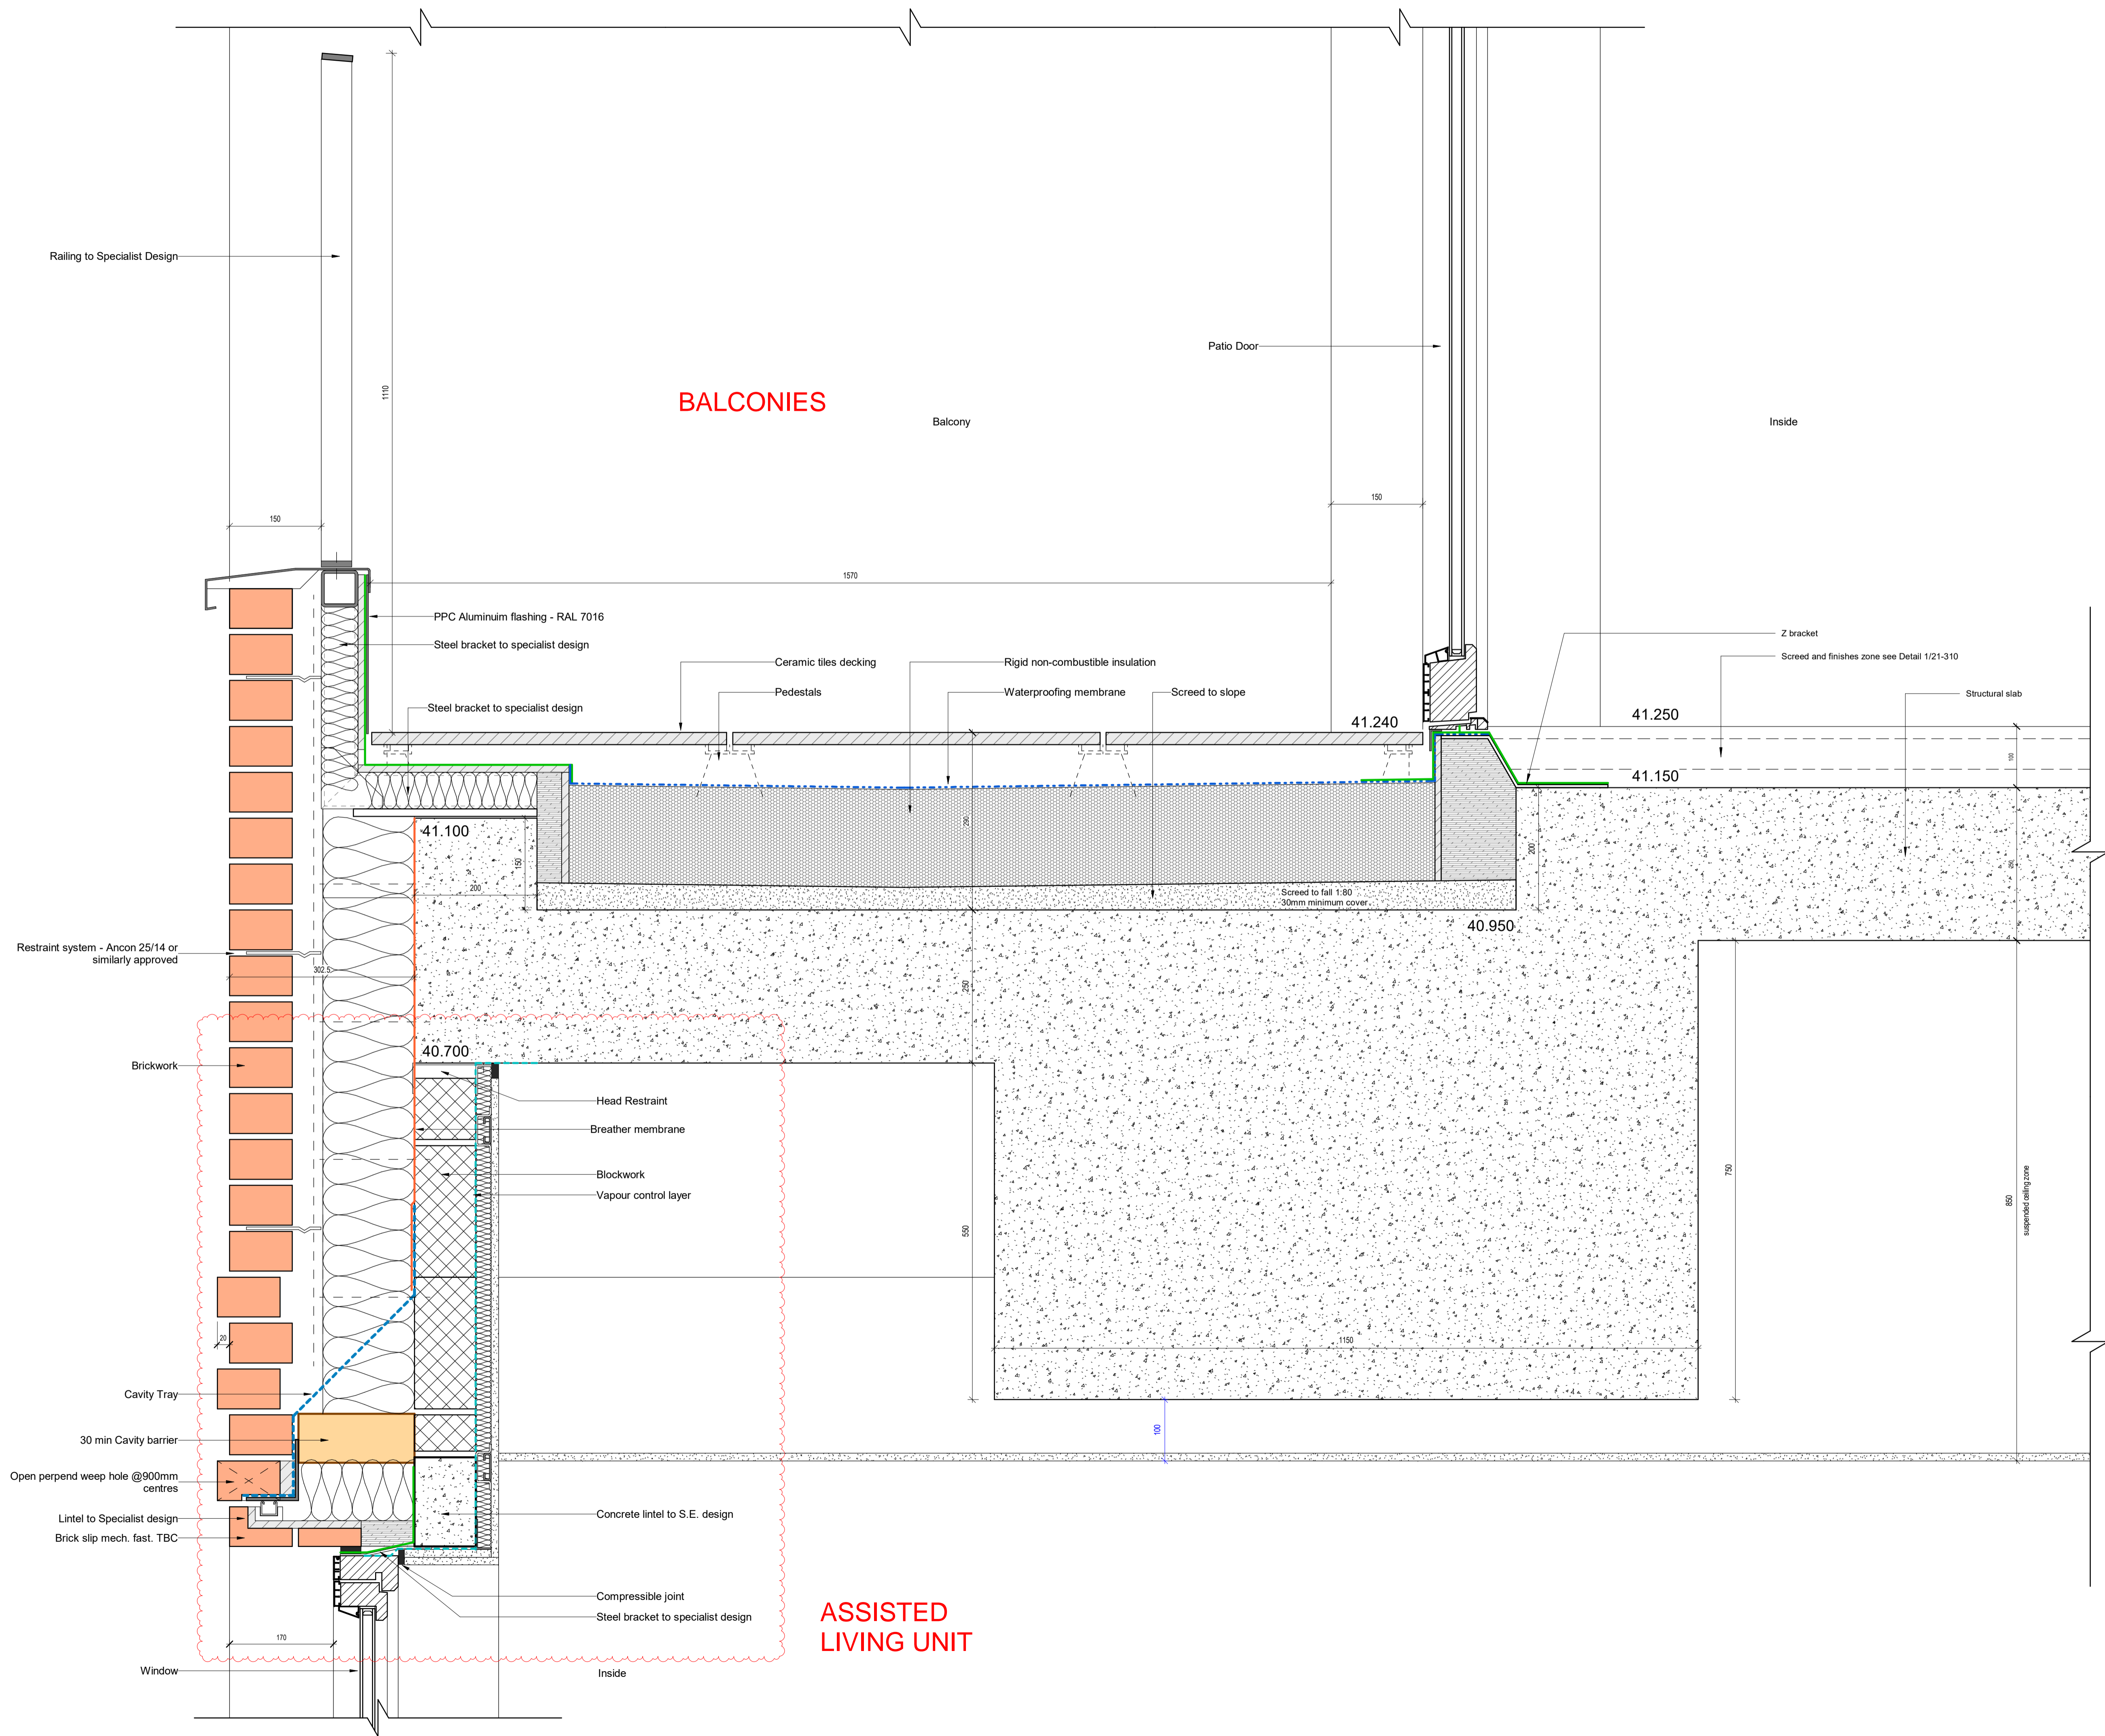 Railing to Specialist Design
1110
Patio Door
BALCONIES
Balcony
Inside
150
150
1570
PPC Aluminuim flashing - RAL 7016
Steel bracket to specialist design
Z bracket
Ceramic tiles decking
Rigid non-combustible insulation
Screed and finishes zone see Detail 1/21-310
Pedestals
Waterproofing membrane
Screed to slope
Structural slab
Steel bracket to specialist design
41.240
41.250
100
41.150
41.100
290
150
200
250
200
Screed to fall 1:80
30mm minimum cover
40.950
Restraint system - Ancon 25/14 or
similarly approved
302.5
250
40.700
Brickwork
Head Restraint
Breather membrane
Blockwork
Vapour control layer
550
750
850
suspended ceiling zone
20
1150
Cavity Tray
100
30 min Cavity barrier
Open perpend weep hole @900mm
centres
Lintel to Specialist design
Concrete lintel to S.E. design
Brick slip mech. fast. TBC
Compressible joint
Steel bracket to specialist design
ASSISTED
LIVING UNIT
170
Window
Inside